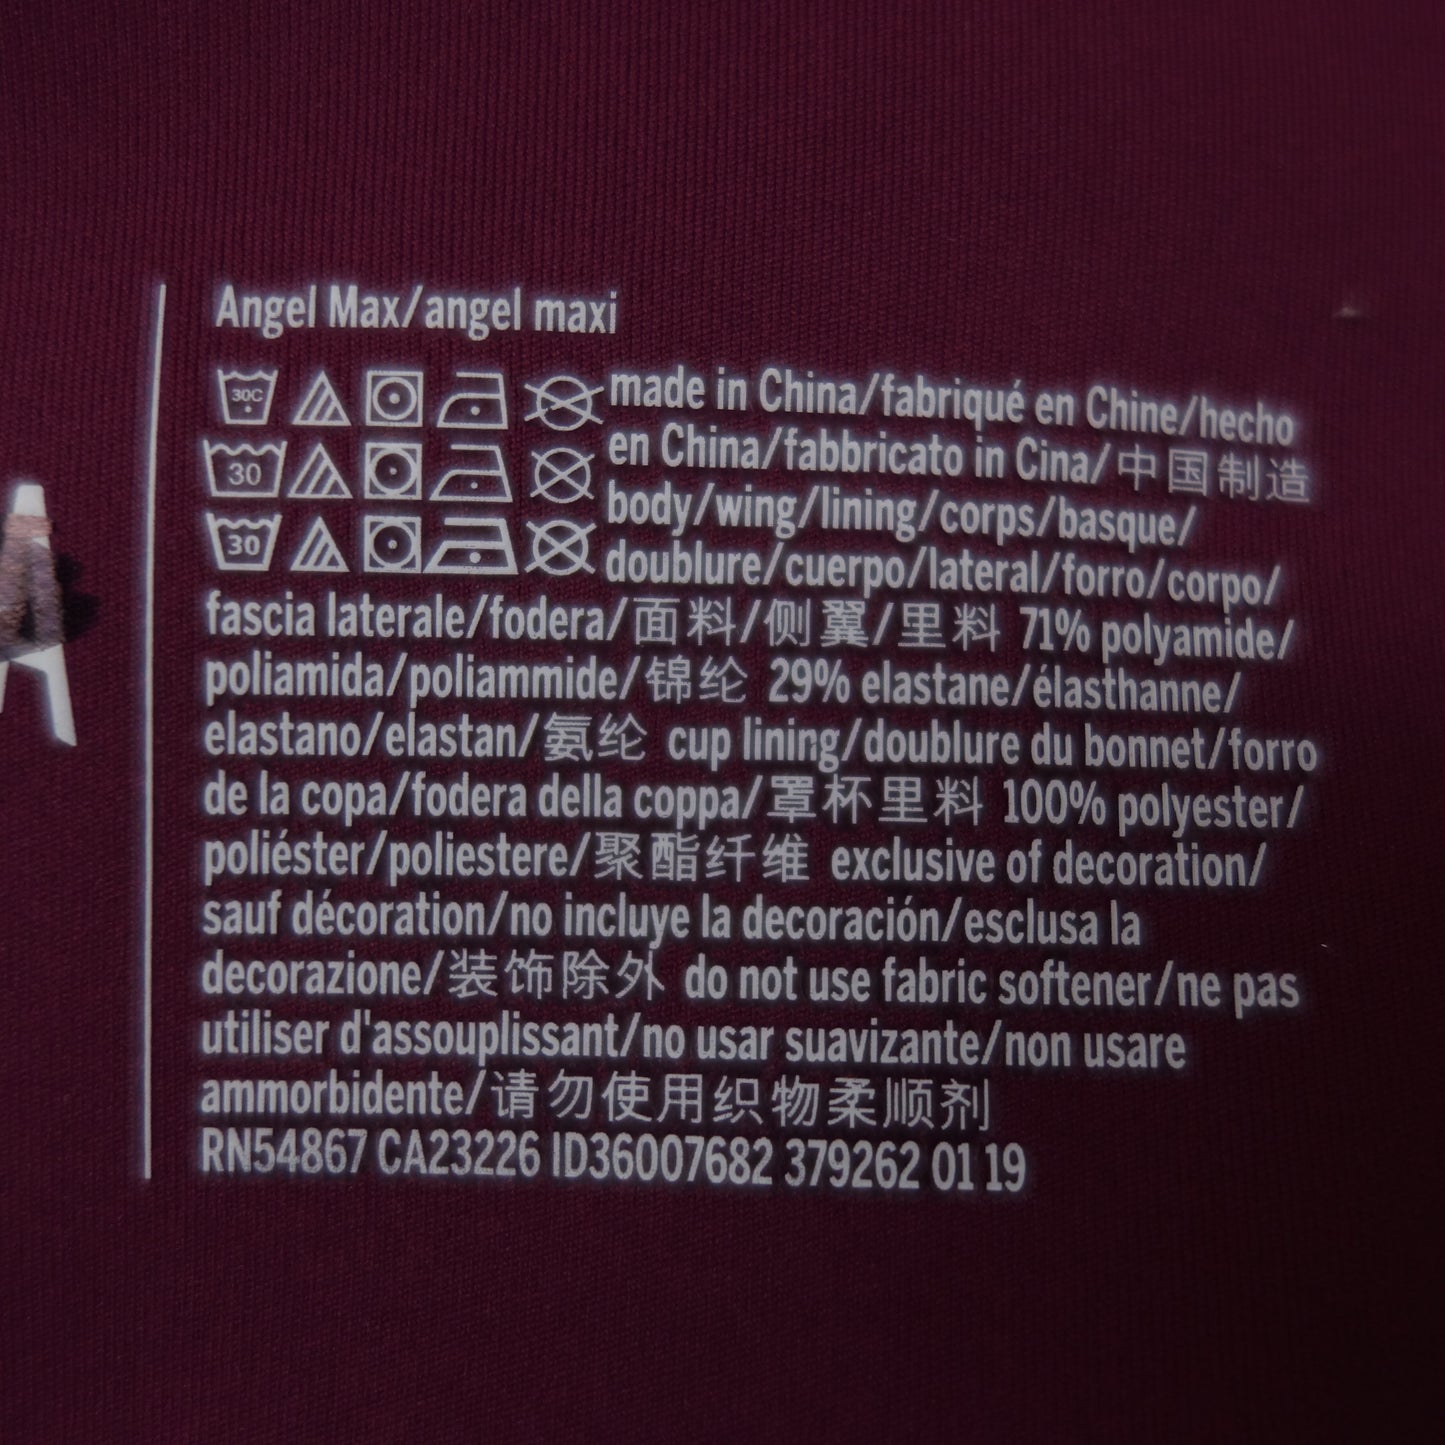 A
Angel Max/angel maxi
30C
30
30
made in China/fabriqué en Chine/hecho
en China/fabbricato in Cina/中国制造
body/wing/lining/corps/basque/
doublure/cuerpo/lateral/forro/corpo/
fascia laterale/fodera/面料/侧翼/里料 71% polyamide/
poliamida/poliammide/锦纶 29% elastane/élasthanne/
elastano/elastan/氨纶 cup lining/doublure du bonnet/forro
de la copa/fodera della coppa/罩杯里料 100% polyester/
poliéster/poliestere/聚酯纤维 exclusive of decoration/
sauf décoration/no incluye la decoración/esclusa la
decorazione/装饰除外 do not use fabric softener/ne pas
utiliser d'assouplissant/no usar suavizante/non usare
ammorbidente/请勿使用织物柔顺剂
RN54867 CA23226 ID36007682 379262 01 19